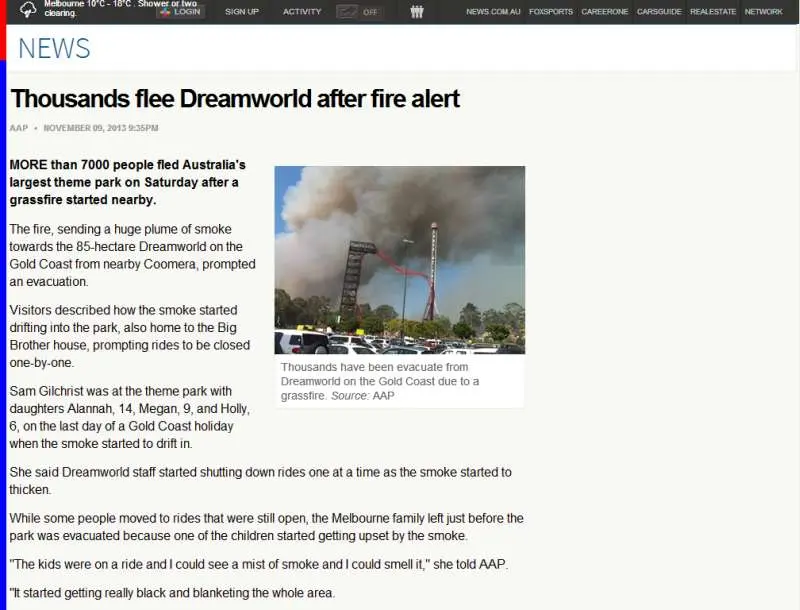 Melbourne 10°C - 18°C . Shower or two
clearing.
LOGIN SIGN UP ACTIVITY OFF NEWS.COM.AU FOXSPORTS CAREERONE CARSGUIDE REALESTATE NETWORK
NEWS
Thousands flee Dreamworld after fire alert
AAP • NOVEMBER 09, 2013 9:35PM
MORE than 7000 people fled Australia's
largest theme park on Saturday after a
grassfire started nearby.
The fire, sending a huge plume of smoke
towards the 85-hectare Dreamworld on the
Gold Coast from nearby Coomera, prompted
an evacuation.
Visitors described how the smoke started
drifting into the park, also home to the Big
Brother house, prompting rides to be closed
one-by-one.
Thousands have been evacuate from
Dreamworld on the Gold Coast due to a
grassfire. Source: AAP
Sam Gilchrist was at the theme park with
daughters Alannah, 14, Megan, 9, and Holly,
6, on the last day of a Gold Coast holiday
when the smoke started to drift in.
She said Dreamworld staff started shutting down rides one at a time as the smoke started to
thicken.
While some people moved to rides that were still open, the Melbourne family left just before the
park was evacuated because one of the children started getting upset by the smoke.
"The kids were on a ride and I could see a mist of smoke and I could smell it," she told AAP.
"It started getting really black and blanketing the whole area.